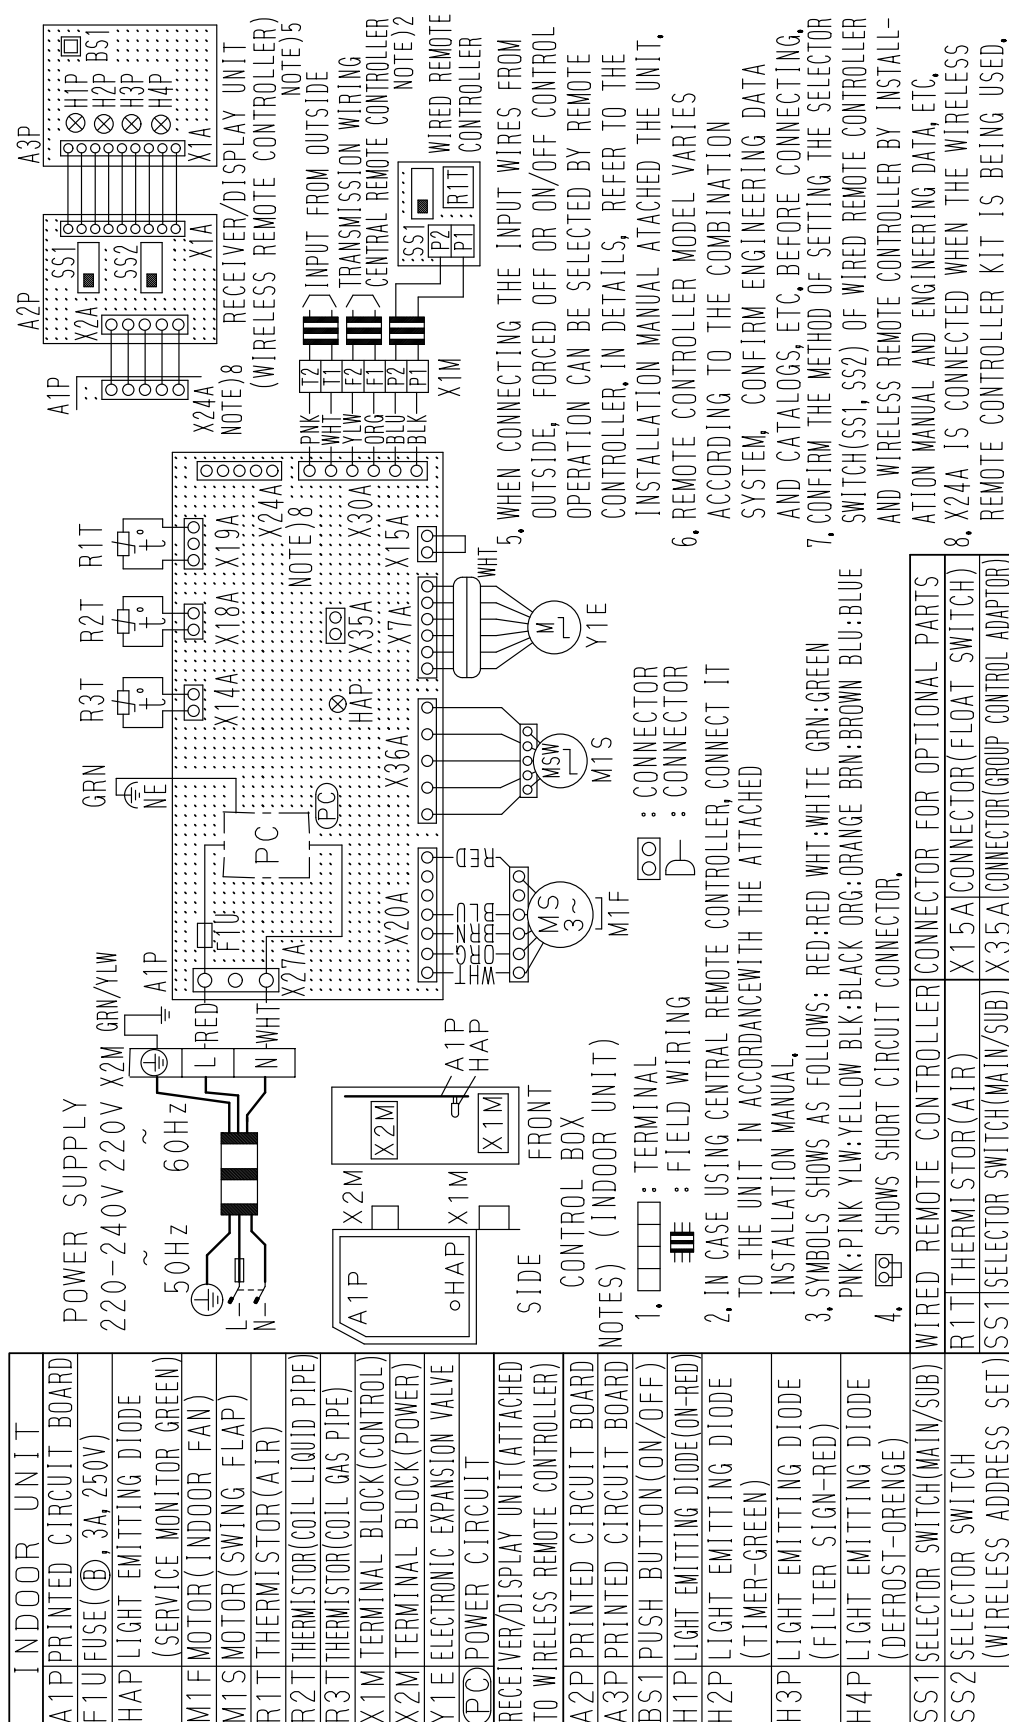 INDOOR UNIT
A1P PRINTED CIRCUIT BOARD
F1U FUSE(Ⓑ, 3A, 250V)
HAP LIGHT EMITTING DIODE
(SERVICE MONITOR GREEN)
M1F MOTOR(INDOOR FAN)
M1S MOTOR(SWING FLAP)
R1T THERMISTOR(AIR)
R2T THERMISTOR(COIL LIQUID PIPE)
R3T THERMISTOR(COIL GAS PIPE)
X1M TERMINAL BLOCK(CONTROL)
X2M TERMINAL BLOCK(POWER)
Y1E ELECTRONIC EXPANSION VALVE
PC POWER CIRCUIT
RECEIVER/DISPLAY UNIT(ATTACHED
TO WIRELESS REMOTE CONTROLLER)
A2P PRINTED CIRCUIT BOARD
A3P PRINTED CIRCUIT BOARD
BS1 PUSH BUTTON(ON/OFF)
H1P LIGHT EMITTING DIODE(ON-RED)
H2P LIGHT EMITTING DIODE
(TIMER-GREEN)
H3P LIGHT EMITTING DIODE
(FILTER SIGN-RED)
H4P LIGHT EMITTING DIODE
(DEFROST-ORENGE)
SS1 SELECTOR SWITCH(MAIN/SUB)
SS2 SELECTOR SWITCH
(WIRELESS ADDRESS SET)
WIRED REMOTE CONTROLLER
R1T THERMISTOR(AIR)
SS1 SELECTOR SWITCH(MAIN/SUB)
CONNECTOR FOR OPTIONAL PARTS
X15A CONNECTOR(FLOAT SWITCH)
X35A CONNECTOR(GROUP CONTROL ADAPTOR)
POWER SUPPLY
220-240V 220V
~ ~
50Hz 60Hz
L
N
X2M
GRN/YLW
L
N
RED
WHT
A1P
X27A
F1U
PC
PC
GRN
NE
R3T
t°
X14A
R2T
t°
X18A
R1T
t°
X19A
HAP
X35A
X24A
NOTE)8
X30A
X20A
X36A
X7A
X15A
WHT
ORG
BRN
BLU
RED
MS
3~
M1F
MSW
M1S
M
Y1E
WHT
PNK
WHT
YLW
ORG
BLU
BLK
T2
T1
F2
F1
P2
P1
X1M
INPUT FROM OUTSIDE
TRANSMISSION WIRING
CENTRAL REMOTE CONTROLLER
NOTE)5
NOTE)2
WIRED REMOTE
CONTROLLER
SS1
P2
P1
R1T
A1P
X24A
NOTE)8
A2P
X2A
SS1
SS2
X1A
A3P
X1A
H1P
H2P
H3P
H4P
BS1
RECEIVER/DISPLAY UNIT
(WIRELESS REMOTE CONTROLLER)
A1P
HAP
X2M
X1M
SIDE
X2M
X1M
A1P
HAP
FRONT
CONTROL BOX
(INDOOR UNIT)
NOTES)
1. : TERMINAL
: CONNECTOR
: FIELD WIRING
: CONNECTOR
2. IN CASE USING CENTRAL REMOTE CONTROLLER, CONNECT IT
TO THE UNIT IN ACCORDANCEWITH THE ATTACHED
INSTALLATION MANUAL.
3. SYMBOLS SHOWS AS FOLLOWS: RED:RED WHT:WHITE GRN:GREEN
PNK:PINK YLW:YELLOW BLK:BLACK ORG:ORANGE BRN:BROWN BLU:BLUE
4. SHOWS SHORT CIRCUIT CONNECTOR.
5. WHEN CONNECTING THE INPUT WIRES FROM
OUTSIDE, FORCED OFF OR ON/OFF CONTROL
OPERATION CAN BE SELECTED BY REMOTE
CONTROLLER. IN DETAILS, REFER TO THE
INSTALLATION MANUAL ATACHED THE UNIT.
6. REMOTE CONTROLLER MODEL VARIES
ACCORDING TO THE COMBINATION
SYSTEM, CONFIRM ENGINEERING DATA
AND CATALOGS, ETC. BEFORE CONNECTING.
7. CONFIRM THE METHOD OF SETTING THE SELECTOR
SWITCH(SS1, SS2) OF WIRED REMOTE CONTROLLER
AND WIRELESS REMOTE CONTROLLER BY INSTALL-
ATION MANUAL AND ENGINEERING DATA, ETC.
8. X24A IS CONNECTED WHEN THE WIRELESS
REMOTE CONTROLLER KIT IS BEING USED.